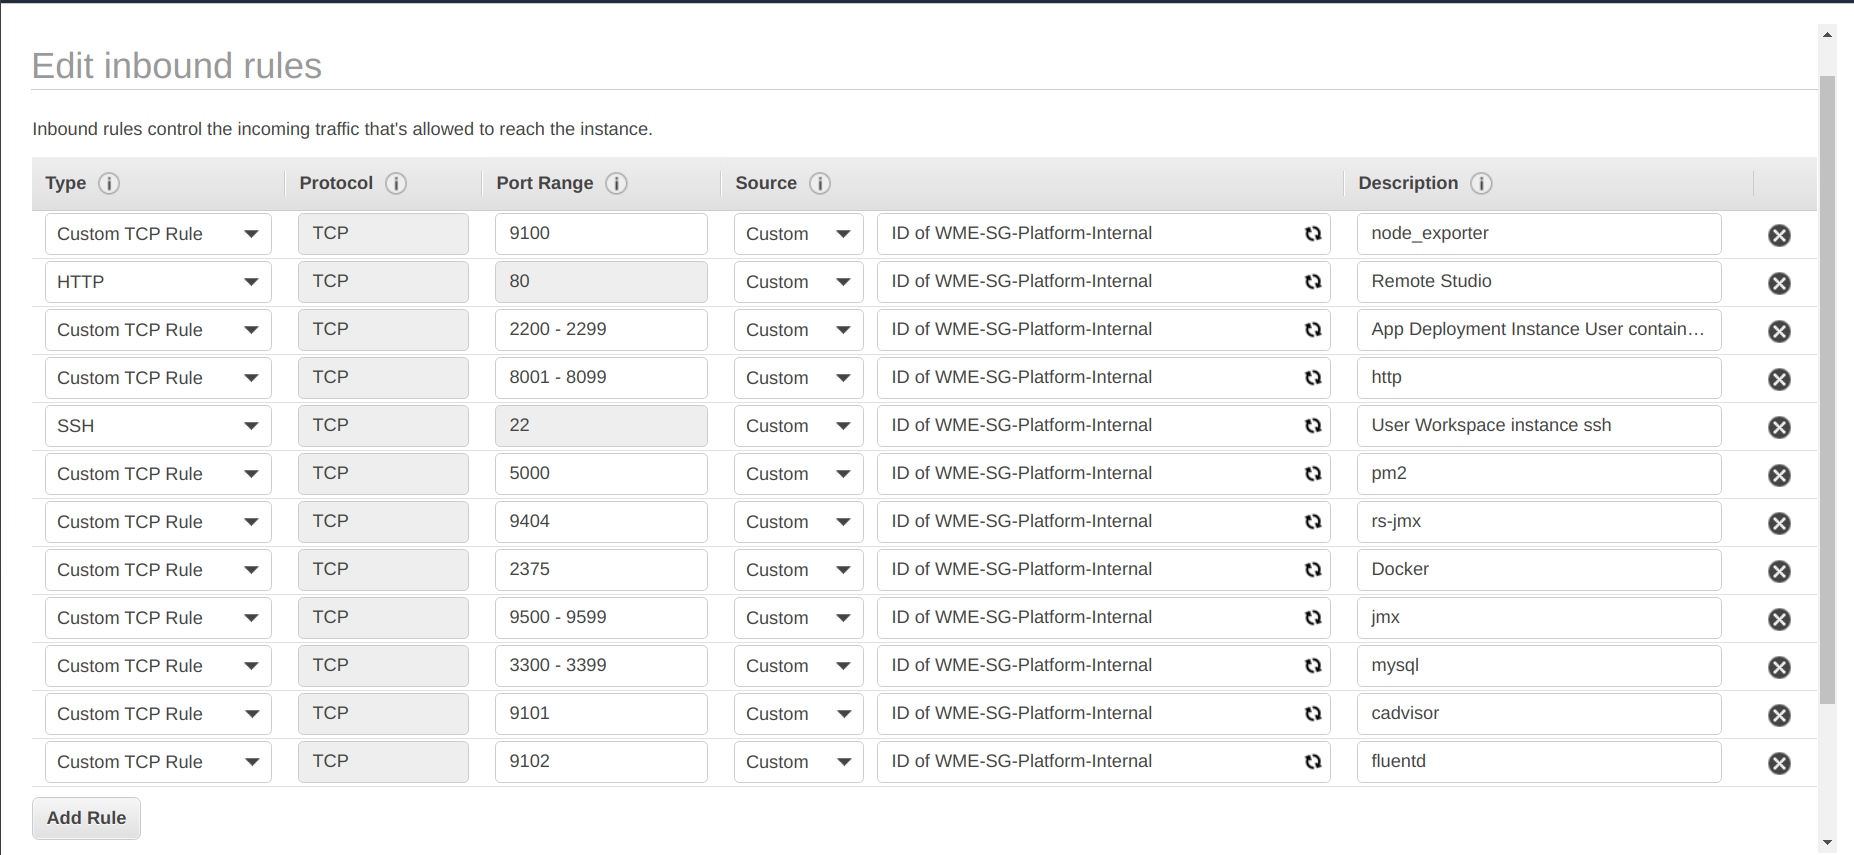 Edit inbound rules
Inbound rules control the incoming traffic that's allowed to reach the instance.
Type Protocol Port Range Source Description
Custom TCP Rule TCP 9100 Custom ID of WME-SG-Platform-Internal node_exporter
HTTP TCP 80 Custom ID of WME-SG-Platform-Internal Remote Studio
Custom TCP Rule TCP 2200 - 2299 Custom ID of WME-SG-Platform-Internal App Deployment Instance User contain…
Custom TCP Rule TCP 8001 - 8099 Custom ID of WME-SG-Platform-Internal http
SSH TCP 22 Custom ID of WME-SG-Platform-Internal User Workspace instance ssh
Custom TCP Rule TCP 5000 Custom ID of WME-SG-Platform-Internal pm2
Custom TCP Rule TCP 9404 Custom ID of WME-SG-Platform-Internal rs-jmx
Custom TCP Rule TCP 2375 Custom ID of WME-SG-Platform-Internal Docker
Custom TCP Rule TCP 9500 - 9599 Custom ID of WME-SG-Platform-Internal jmx
Custom TCP Rule TCP 3300 - 3399 Custom ID of WME-SG-Platform-Internal mysql
Custom TCP Rule TCP 9101 Custom ID of WME-SG-Platform-Internal cadvisor
Custom TCP Rule TCP 9102 Custom ID of WME-SG-Platform-Internal fluentd
Add Rule